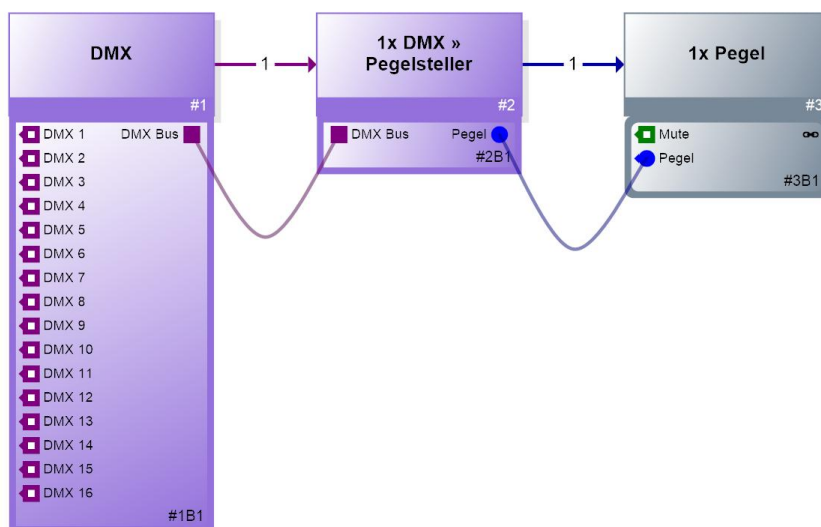 DMX
1
1x DMX »
Pegelsteller
1
1x Pegel
#1
#2
#3
DMX 1
DMX Bus
DMX 2
DMX 3
DMX 4
DMX 5
DMX 6
DMX 7
DMX 8
DMX 9
DMX 10
DMX 11
DMX 12
DMX 13
DMX 14
DMX 15
DMX 16
#1B1
DMX Bus
Pegel
#2B1
Mute
Pegel
#3B1